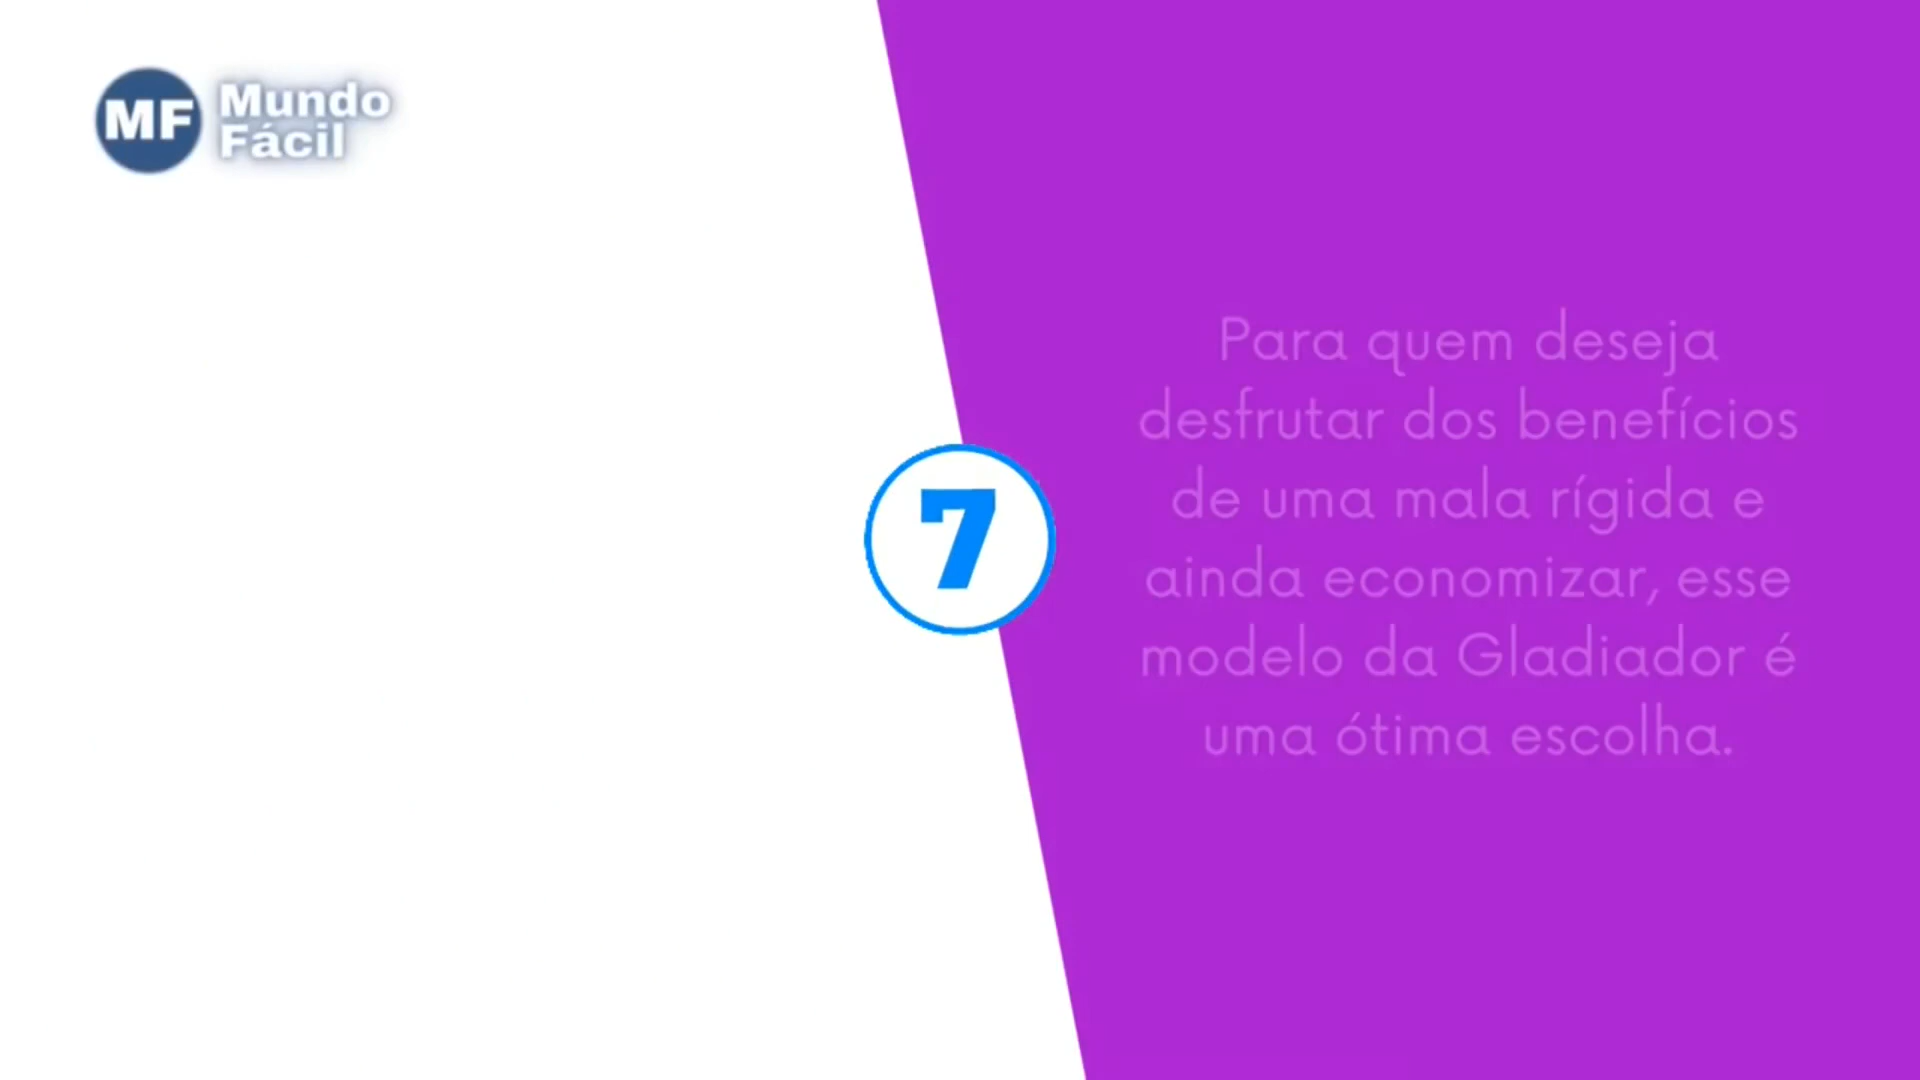 MF
Mundo
Fácil
7
Para quem deseja
desfrutar dos benefícios
de uma mala rígida e
ainda economizar, esse
modelo da Gladiador é
uma ótima escolha.